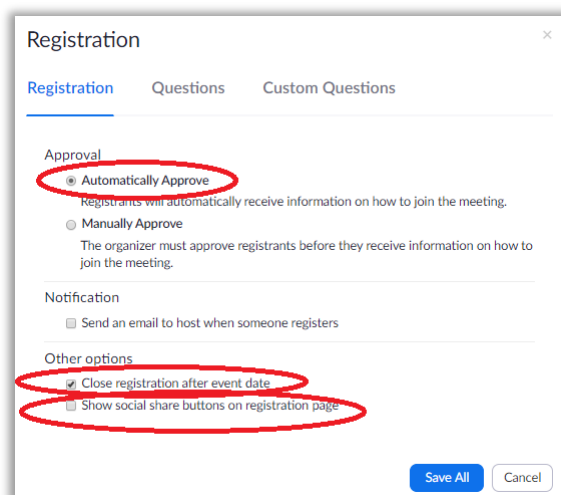 Registration
Registration Questions Custom Questions
Approval
Automatically Approve
Registrants will automatically receive information on how to join the meeting.
Manually Approve
The organizer must approve registrants before they receive information on how to
join the meeting.
Notification
Send an email to host when someone registers
Other options
Close registration after event date
Show social share buttons on registration page
Save All Cancel